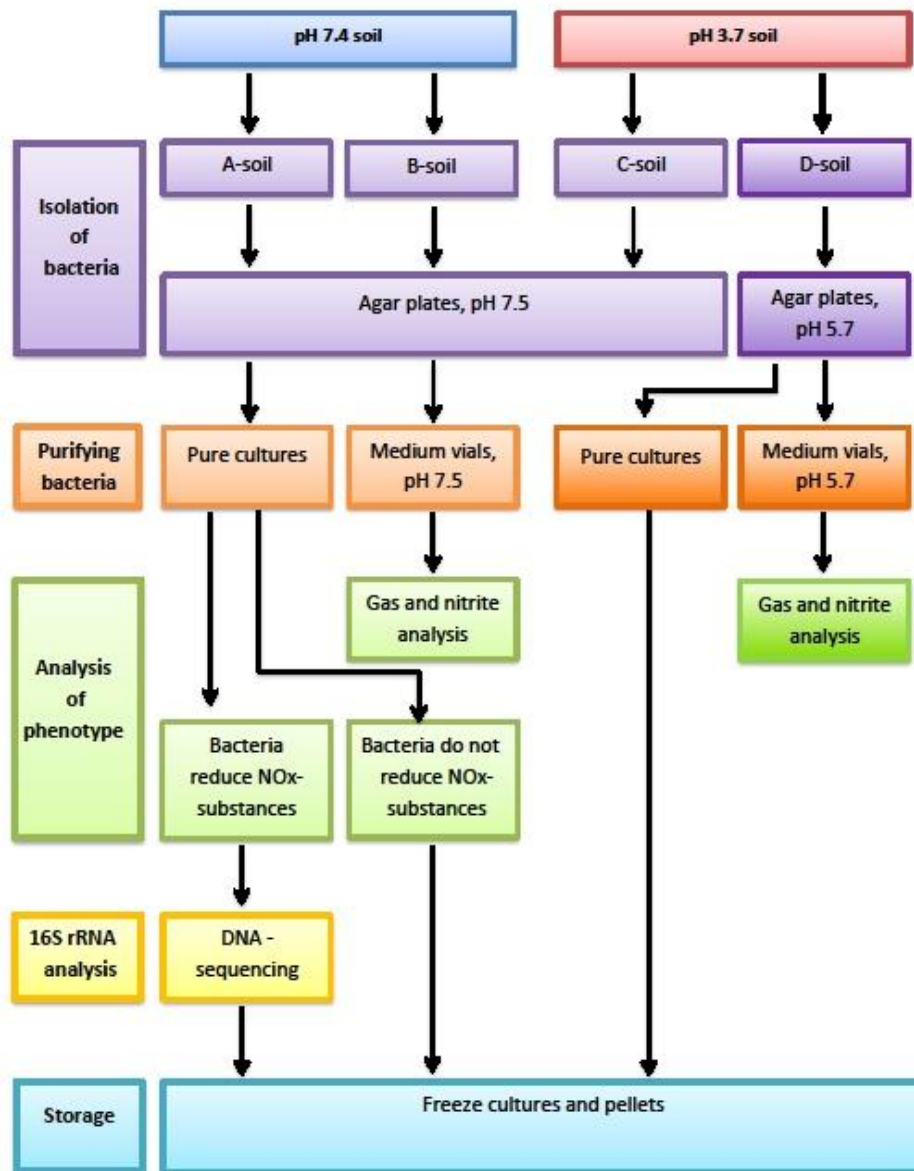 pH 7.4 soil
pH 3.7 soil
Isolation
of
bacteria
A-soil
B-soil
C-soil
D-soil
Agar plates, pH 7.5
Agar plates,
pH 5.7
Purifying
bacteria
Pure cultures
Medium vials,
pH 7.5
Pure cultures
Medium vials,
pH 5.7
Analysis
of
phenotype
Gas and nitrite
analysis
Gas and nitrite
analysis
Bacteria
reduce NOx-
substances
Bacteria do not
reduce NOx-
substances
16S rRNA
analysis
DNA -
sequencing
Storage
Freeze cultures and pellets